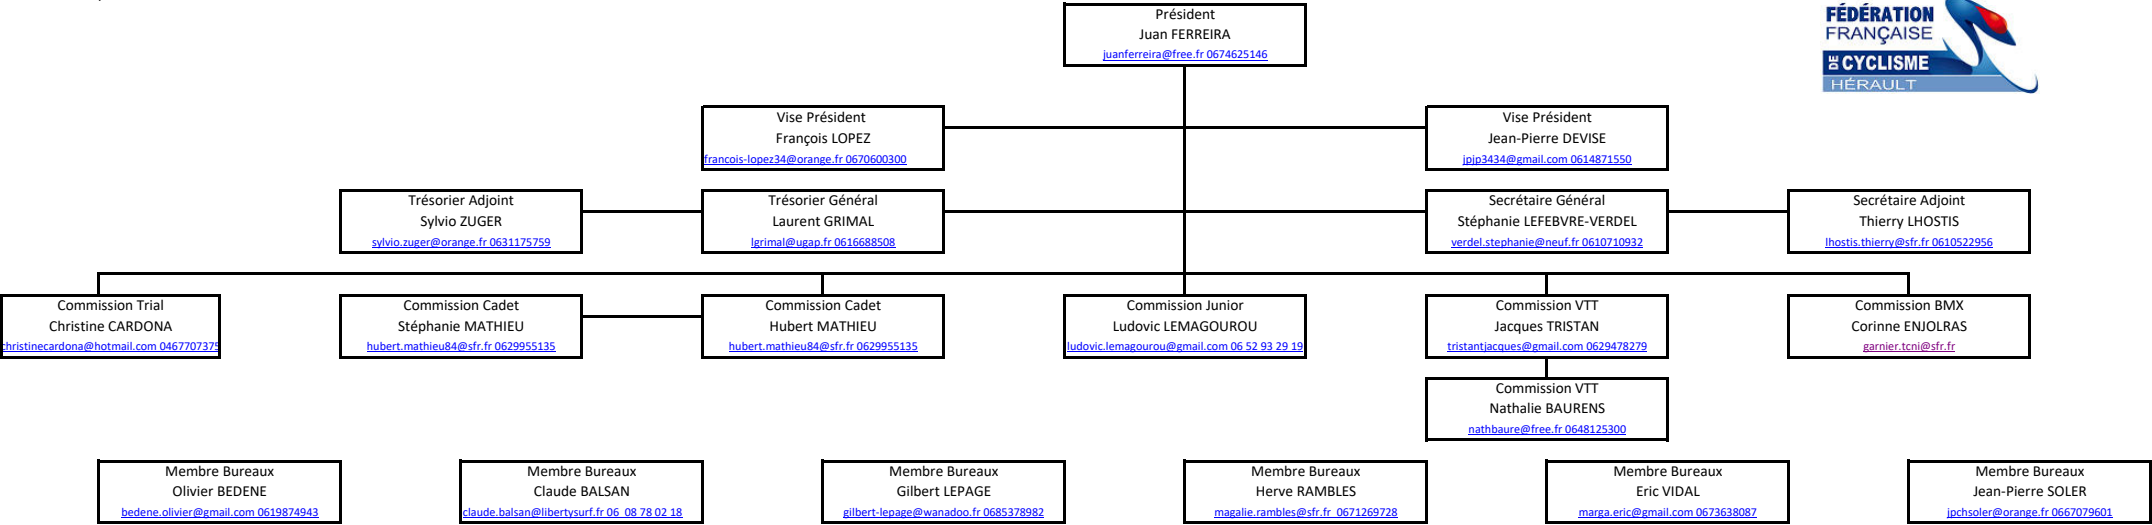 Président
Juan FERREIRA
juanferreira@free.fr 0674625146
FÉDÉRATION
FRANÇAISE
DE CYCLISME
HÉRAULT
Vise Président
François LOPEZ
francois-lopez34@orange.fr 0670600300
Vise Président
Jean-Pierre DEVISE
jpjp3434@gmail.com 0614871550
Trésorier Adjoint
Sylvio ZUGER
sylvio.zuger@orange.fr 0631175759
Trésorier Général
Laurent GRIMAL
lgrimal@ugap.fr 0616688508
Secrétaire Général
Stéphanie LEFEBVRE-VERDEL
verdel.stephanie@neuf.fr 0610710932
Secrétaire Adjoint
Thierry LHOSTIS
lhostis.thierry@sfr.fr 0610522956
Commission Trial
Christine CARDONA
christinecardona@hotmail.com 0467707375
Commission Cadet
Stéphanie MATHIEU
hubert.mathieu84@sfr.fr 0629955135
Commission Cadet
Hubert MATHIEU
hubert.mathieu84@sfr.fr 0629955135
Commission Junior
Ludovic LEMAGOUROU
ludovic.lemagourou@gmail.com 06 52 93 29 19
Commission VTT
Jacques TRISTAN
tristantjacques@gmail.com 0629478279
Commission BMX
Corinne ENJOLRAS
garnier.tcni@sfr.fr
Commission VTT
Nathalie BAURENS
nathbaure@free.fr 0648125300
Membre Bureaux
Olivier BEDENE
bedene.olivier@gmail.com 0619874943
Membre Bureaux
Claude BALSAN
claude.balsan@libertysurf.fr 06 08 78 02 18
Membre Bureaux
Gilbert LEPAGE
gilbert-lepage@wanadoo.fr 0685378982
Membre Bureaux
Herve RAMBLES
magalie.rambles@sfr.fr 0671269728
Membre Bureaux
Eric VIDAL
marga.eric@gmail.com 0673638087
Membre Bureaux
Jean-Pierre SOLER
jpchsoler@orange.fr 0667079601